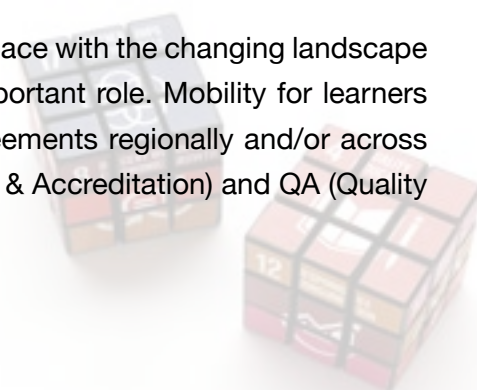 ace with the changing landscape
portant role. Mobility for learners
eements regionally and/or across
& Accreditation) and QA (Quality
12